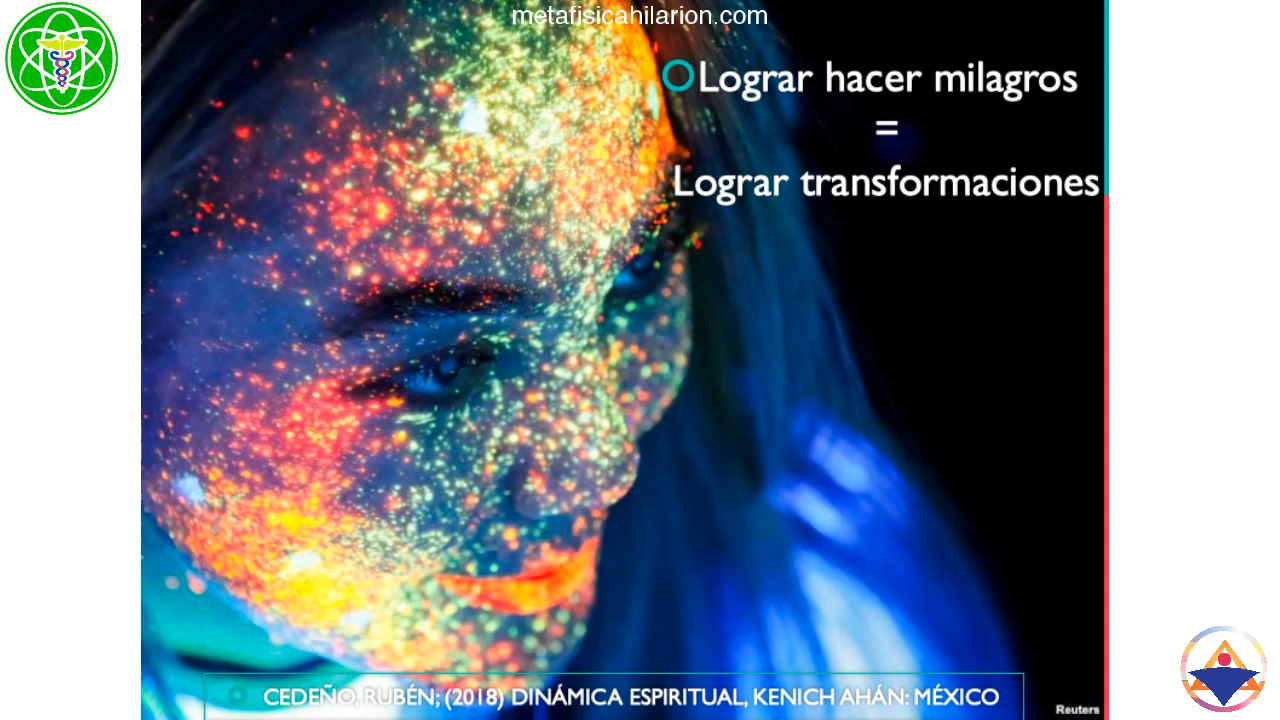 metafisicahilarion.com
Lograr hacer milagros
=
Lograr transformaciones
CEDEÑO, RUBÉN; (2018) DINÁMICA ESPIRITUAL, KENICH AHÁN: MÉXICO
Reuters